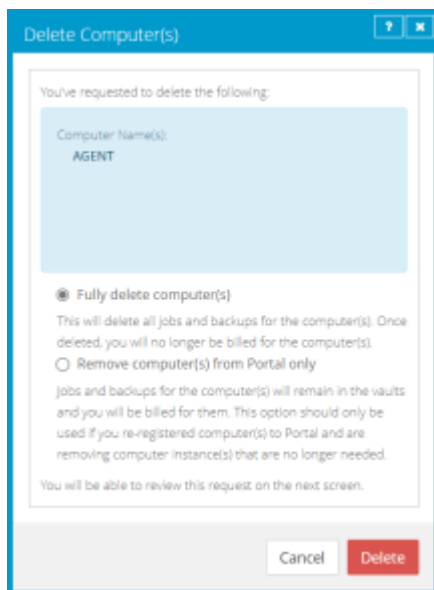 Delete Computer(s)
? ×
You've requested to delete the following:
Computer Name(s):
AGENT
Fully delete computer(s)
This will delete all jobs and backups for the computer(s). Once
deleted, you will no longer be billed for the computer(s).
Remove computer(s) from Portal only
Jobs and backups for the computer(s) will remain in the vaults
and you will be billed for them. This option should only be
used if you re-registered computer(s) to Portal and are
removing computer instance(s) that are no longer needed.
You will be able to review this request on the next screen.
Cancel Delete